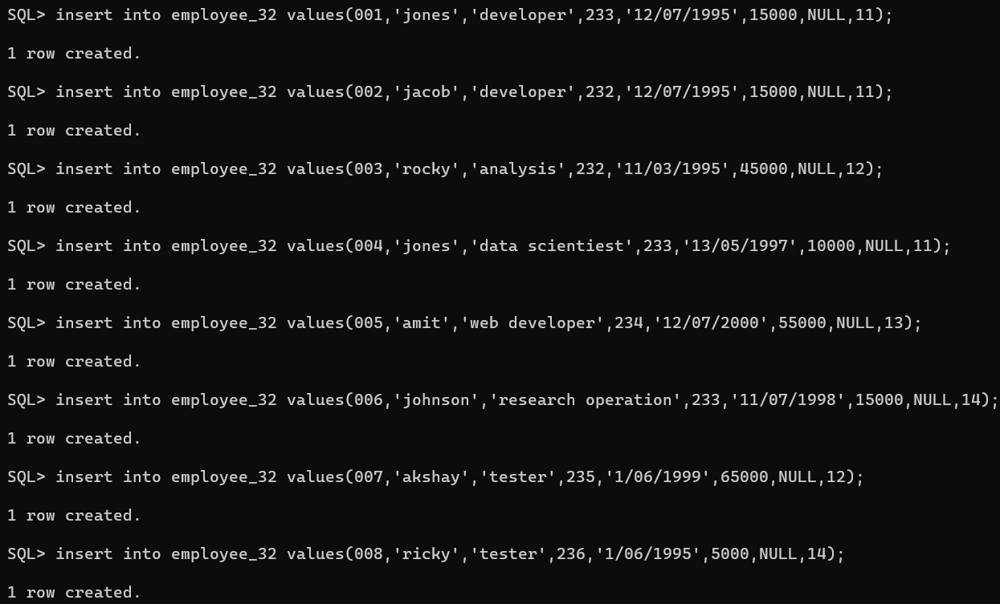 SQL> insert into employee_32 values(001,'jones','developer',233,'12/07/1995',15000,NULL,11);
1 row created.
SQL> insert into employee_32 values(002,'jacob','developer',232,'12/07/1995',15000,NULL,11);
1 row created.
SQL> insert into employee_32 values(003,'rocky','analysis',232,'11/03/1995',45000,NULL,12);
1 row created.
SQL> insert into employee_32 values(004,'jones','data scientiest',233,'13/05/1997',10000,NULL,11);
1 row created.
SQL> insert into employee_32 values(005,'amit','web developer',234,'12/07/2000',55000,NULL,13);
1 row created.
SQL> insert into employee_32 values(006,'johnson','research operation',233,'11/07/1998',15000,NULL,14);
1 row created.
SQL> insert into employee_32 values(007,'akshay','tester',235,'1/06/1999',65000,NULL,12);
1 row created.
SQL> insert into employee_32 values(008,'ricky','tester',236,'1/06/1995',5000,NULL,14);
1 row created.